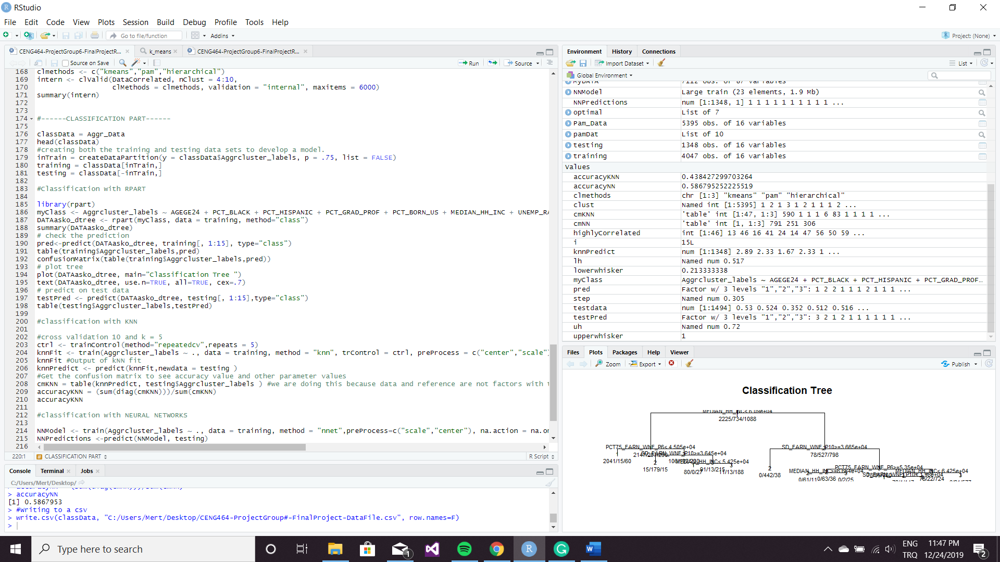 RStudio
File Edit Code View Plots Session Build Debug Profile Tools Help
Go to file/function Addins Project: (None)
CENG464-ProjectGroup6-FinalProjectR... k_means CENG464-ProjectGroup6-FinalProjectR...
Source on Save Run Source
168 clmethods <- c("kmeans","pam","hierarchical")
169 intern <- clValid(DataCorrelated, nClust = 4:10,
170 clMethods = clmethods, validation = "internal", maxitems = 6000)
171 summary(intern)
172
173
174 #------CLASSIFICATION PART------
175
176 classData = Aggr_Data
177 head(classData)
178 #creating both the training and testing data sets to develop a model.
179 inTrain = createDataPartition(y = classData$Aggrcluster_labels, p = .75, list = FALSE)
180 training = classData[inTrain,]
181 testing = classData[-inTrain,]
182
183 #Classification with RPART
184
185 library(rpart)
186 myClass <- Aggrcluster_labels ~ AGEGE24 + PCT_BLACK + PCT_HISPANIC + PCT_GRAD_PROF + PCT_BORN_US + MEDIAN_HH_INC + UNEMP_RA
187 DATAasko_dtree <- rpart(myClass, data = training, method="class")
188 summary(DATAasko_dtree)
189 # check the prediction
190 pred<-predict(DATAasko_dtree, training[, 1:15], type="class")
191 table(training$Aggrcluster_labels,pred)
192 confusionMatrix(table(training$Aggrcluster_labels,pred))
193 # plot tree
194 plot(DATAasko_dtree, main="Classification Tree ")
195 text(DATAasko_dtree, use.n=TRUE, all=TRUE, cex=.7)
196 # predict on test data
197 testPred <- predict(DATAasko_dtree, testing[, 1:15],type="class")
198 table(testing$Aggrcluster_labels,testPred)
199
200 #classification with KNN
201
202 #cross validation 10 and k = 5
203 ctrl <- trainControl(method="repeatedcv",repeats = 5)
204 knnFit <- train(Aggrcluster_labels ~ ., data = training, method = "knn", trControl = ctrl, preProcess = c("center","scale")
205 knnFit #Output of kNN fit
206 knnPredict <- predict(knnFit,newdata = testing )
207 #Get the confusion matrix to see accuracy value and other parameter values
208 cmKNN = table(knnPredict, testing$Aggrcluster_labels ) #we are doing this because data and reference are not factors with t
209 accuracyKNN = (sum(diag(cmKNN)))/sum(cmKNN)
210 accuracyKNN
211
212 #classification with NEURAL NETWORKS
213
214 NNModel <- train(Aggrcluster_labels ~ ., data = training, method = "nnet",preProcess=c("scale","center"), na.action = na.om
215 NNPredictions <-predict(NNModel, testing)
216
220:1 # CLASSIFICATION PART R Script
Console Terminal Jobs
C:/Users/Mert/Desktop/
> accuracyNN = (sum(diag(cmNN)))/sum(cmNN)
> accuracyNN
[1] 0.5867953
> #Writing to a csv
> write.csv(classData, "C:/Users/Mert/Desktop/CENG464-ProjectGroup#-FinalProject-DataFile.csv", row.names=F)
>
Environment History Connections
Import Dataset List
Global Environment
MyDATA 7112 obs. of 87 variables
NNModel Large train (23 elements, 1.9 Mb)
NNPredictions num [1:1348, 1] 1 1 1 1 1 1 1 1 1 1 ...
optimal List of 7
Pam_Data 5395 obs. of 16 variables
pamDat List of 10
testing 1348 obs. of 16 variables
training 4047 obs. of 16 variables
Values
accuracyKNN 0.438427299703264
accuracyNN 0.586795252225519
clmethods chr [1:3] "kmeans" "pam" "hierarchical"
clust Named int [1:5395] 1 2 1 3 1 2 1 1 1 2 ...
cmKNN 'table' int [1:47, 1:3] 590 1 1 1 6 83 1 1 1 1 ...
cmNN 'table' int [1, 1:3] 791 251 306
highlyCorrelated int [1:46] 13 46 16 41 24 14 47 56 50 59 ...
i 15L
knnPredict num [1:1348] 2.89 2.33 1.67 2.33 1 ...
lh Named num 0.517
lowerwhisker 0.213333338
myClass Aggrcluster_labels ~ AGEGE24 + PCT_BLACK + PCT_HISPANIC + PCT_GRAD_PROF...
pred Factor w/ 3 levels "1","2","3": 1 2 2 1 1 1 2 1 1 1 ...
step Named num 0.305
testdata num [1:1494] 0.53 0.524 0.352 0.512 0.516 ...
testPred Factor w/ 3 levels "1","2","3": 3 2 1 2 1 1 1 1 1 1 ...
uh Named num 0.72
upperwhisker 1
Files Plots Packages Help Viewer
Zoom Export Publish
Classification Tree
MEDIAN_HH_INC< 6.09e+04
2225/734/1088
PCT75_EARN_WNE_P6< 4.505e+04 SD_EARN_WNE_P10>=3.665e+04
SD_EARN_WNE_P10>=3.645e+04 78/527/798
2041/15/60 MEDIAN_HH_INC< 5.425e+04
15/179/15 PCT75_EARN_WNE_P6>=5.35e+04
80/0/27 91/13/215 11/13/188 0/442/38
0/63/36 0/2/25 78/22/724
Type here to search
1
ENG 11:47 PM
TRQ 12/24/2019
2